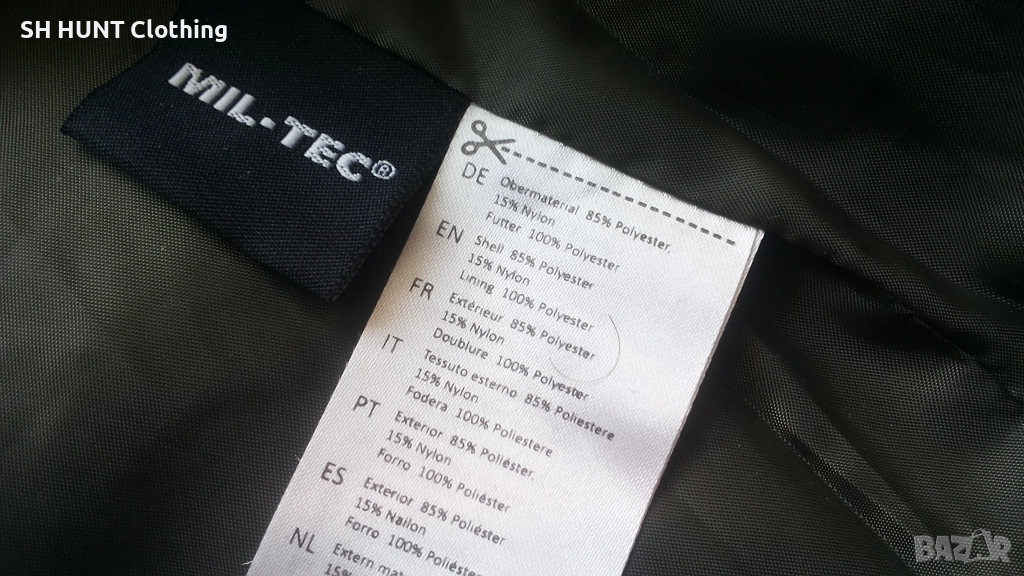 SH HUNT Clothing
MIL-TEC®
DE Obermaterial 85% Polyester.
15% Nylon
Futter 100% Polyester
EN Shell 85% Polyester
15% Nylon
Lining 100% Polyester
FR Extérieur 85% Polyester
15% Nylon
Doublure 100% Polyester
IT Tessuto esterno 85% Poliestere
15% Nylon
Fodera 100% Poliestere
PT Exterior 85% Poliéster.
15% Nylon
Forro 100% Poliéster
ES Exterior 85% Poliéster
15% Nailon
Forro 100% Poliéster
NL Extern
15%
BAZAR